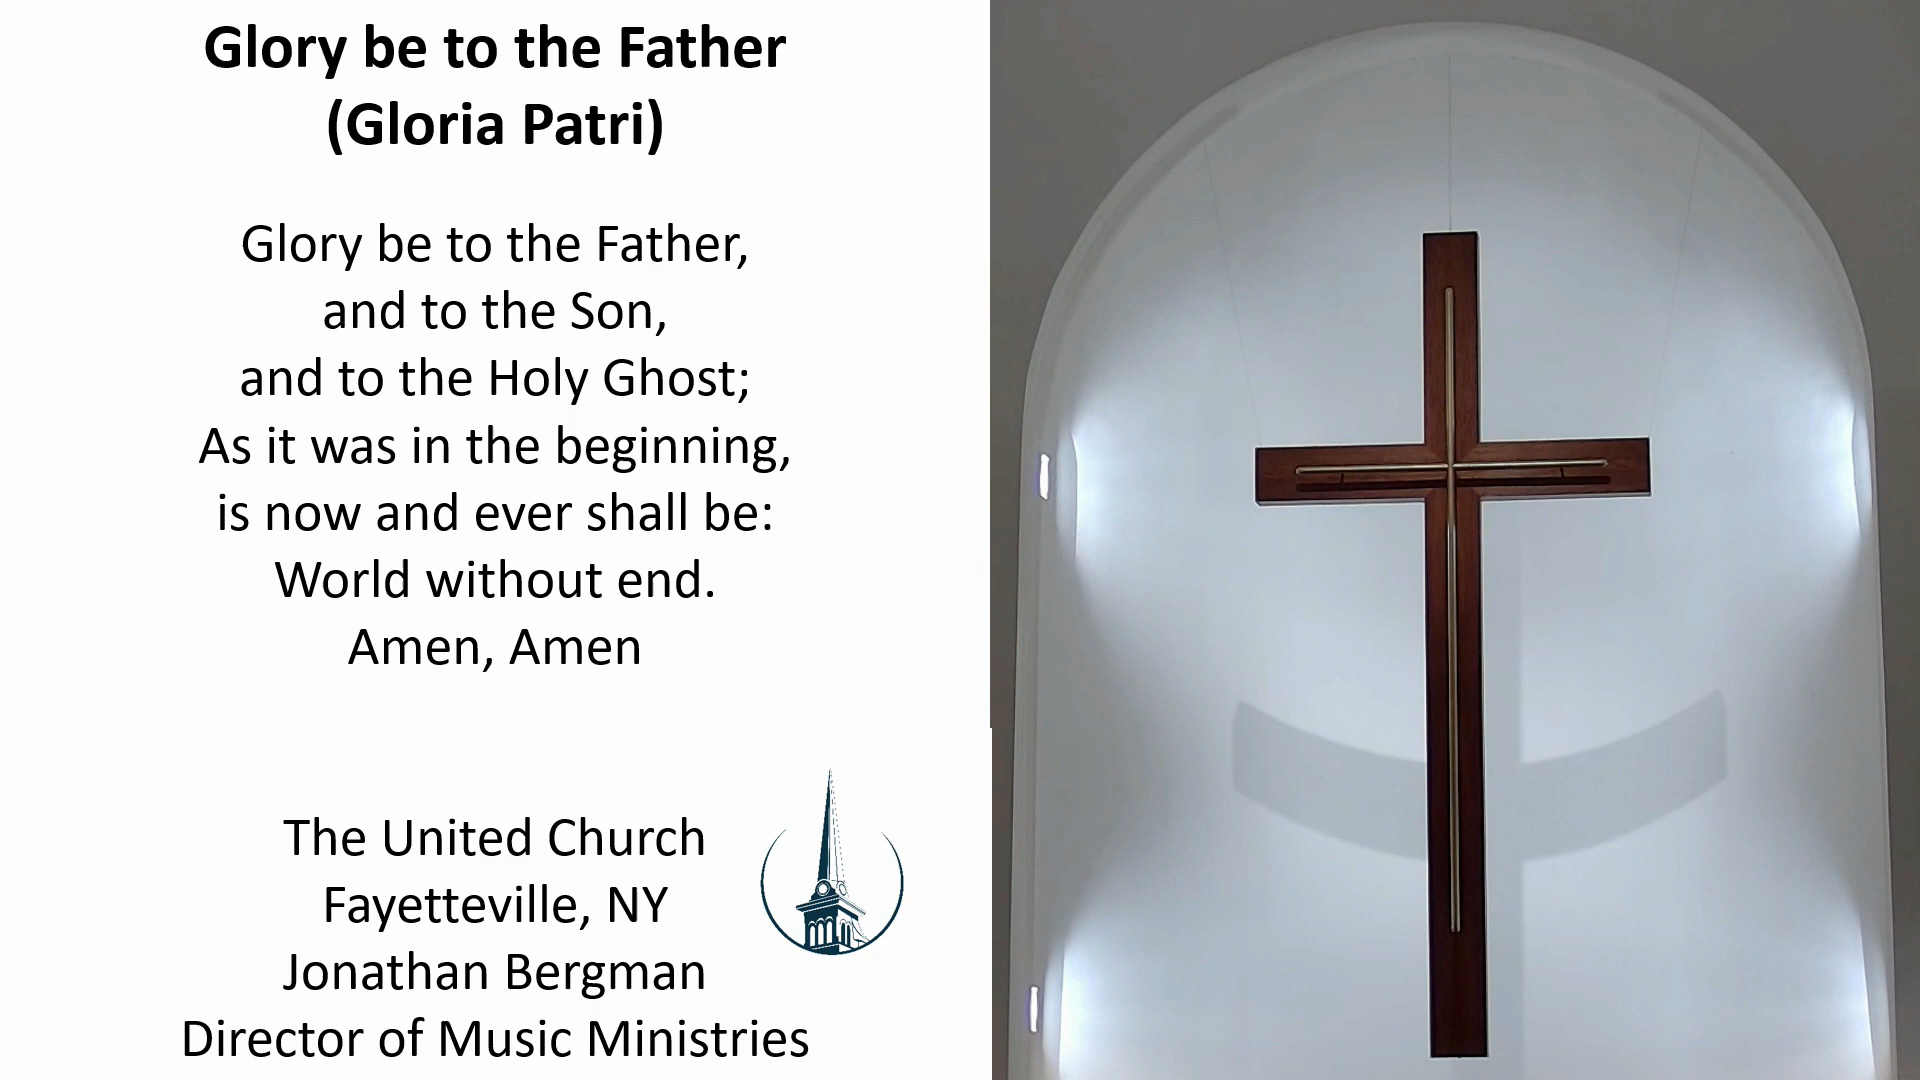 Glory be to the Father
(Gloria Patri)
Glory be to the Father,
and to the Son,
and to the Holy Ghost;
As it was in the beginning,
is now and ever shall be:
World without end.
Amen, Amen
The United Church
Fayetteville, NY
Jonathan Bergman
Director of Music Ministries